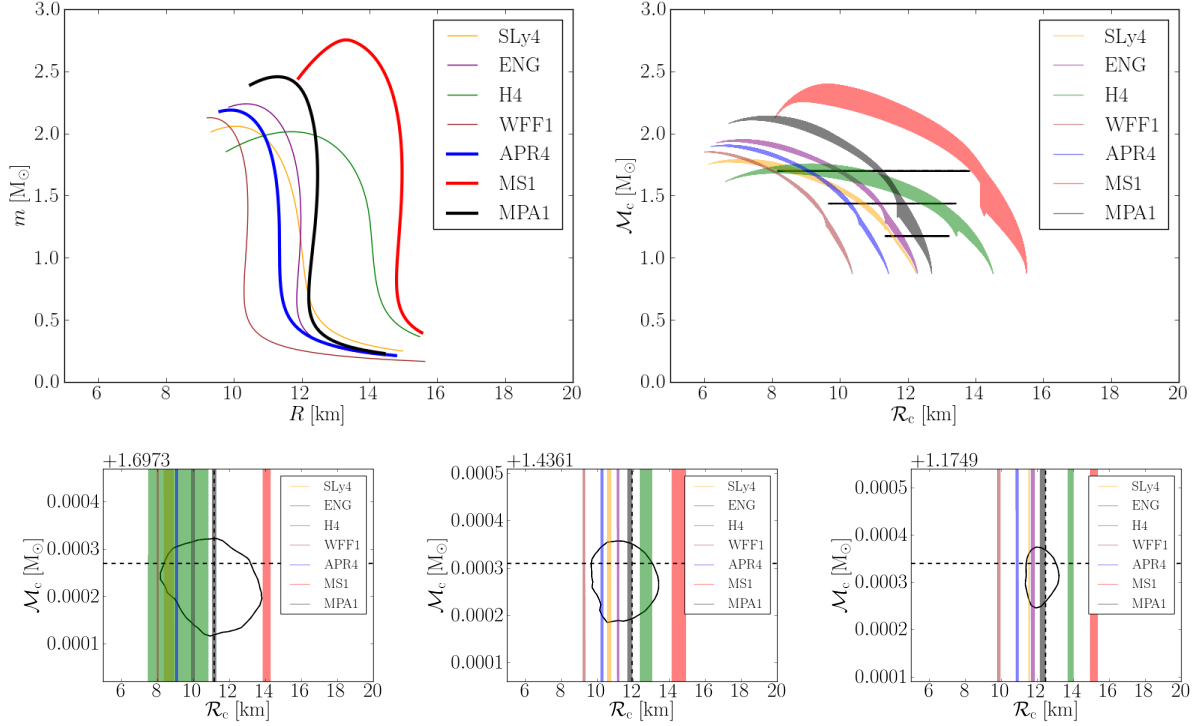 3.0
2.5
2.0
1.5
1.0
0.5
0.0
m [M⊙]
6 8 10 12 14 16 18 20
R [km]
SLy4
ENG
H4
WFF1
APR4
MS1
MPA1
3.0
2.5
2.0
1.5
1.0
0.5
0.0
ℳc [M⊙]
6 8 10 12 14 16 18 20
ℛc [km]
SLy4
ENG
H4
WFF1
APR4
MS1
MPA1
+1.6973
0.0004
0.0003
0.0002
0.0001
ℳc [M⊙]
6 8 10 12 14 16 18 20
ℛc [km]
SLy4
ENG
H4
WFF1
APR4
MS1
MPA1
+1.4361
0.0005
0.0004
0.0003
0.0002
0.0001
ℳc [M⊙]
6 8 10 12 14 16 18 20
ℛc [km]
SLy4
ENG
H4
WFF1
APR4
MS1
MPA1
+1.1749
0.0005
0.0004
0.0003
0.0002
0.0001
ℳc [M⊙]
6 8 10 12 14 16 18 20
ℛc [km]
SLy4
ENG
H4
WFF1
APR4
MS1
MPA1